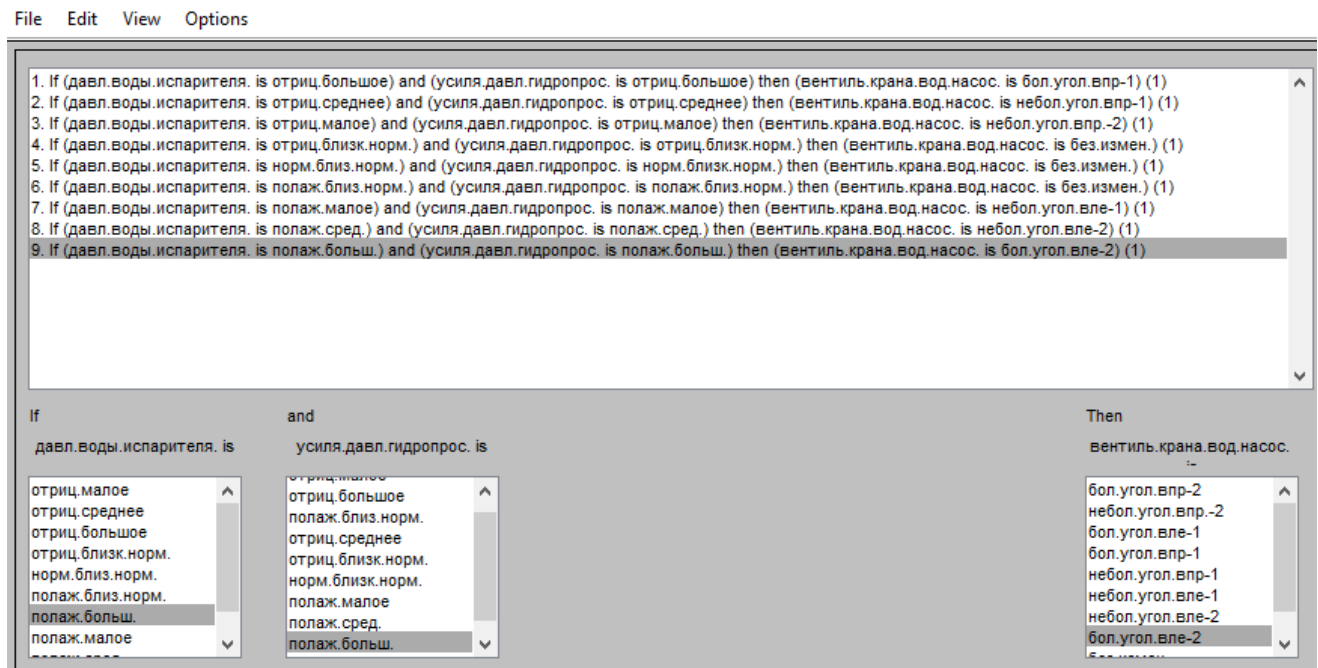 File Edit View Options
1. If (давл.воды.испарителя. is отриц.большое) and (усиля.давл.гидропрос. is отриц.большое) then (вентиль.крана.вод.насос. is бол.угол.впр-1) (1)
2. If (давл.воды.испарителя. is отриц.среднее) and (усиля.давл.гидропрос. is отриц.среднее) then (вентиль.крана.вод.насос. is небол.угол.впр-1) (1)
3. If (давл.воды.испарителя. is отриц.малое) and (усиля.давл.гидропрос. is отриц.малое) then (вентиль.крана.вод.насос. is небол.угол.впр.-2) (1)
4. If (давл.воды.испарителя. is отриц.близк.норм.) and (усиля.давл.гидропрос. is отриц.близк.норм.) then (вентиль.крана.вод.насос. is без.измен.) (1)
5. If (давл.воды.испарителя. is норм.близ.норм.) and (усиля.давл.гидропрос. is норм.близк.норм.) then (вентиль.крана.вод.насос. is без.измен.) (1)
6. If (давл.воды.испарителя. is полаж.близ.норм.) and (усиля.давл.гидропрос. is полаж.близ.норм.) then (вентиль.крана.вод.насос. is без.измен.) (1)
7. If (давл.воды.испарителя. is полаж.малое) and (усиля.давл.гидропрос. is полаж.малое) then (вентиль.крана.вод.насос. is небол.угол.вле-1) (1)
8. If (давл.воды.испарителя. is полаж.сред.) and (усиля.давл.гидропрос. is полаж.сред.) then (вентиль.крана.вод.насос. is небол.угол.вле-2) (1)
9. If (давл.воды.испарителя. is полаж.больш.) and (усиля.давл.гидропрос. is полаж.больш.) then (вентиль.крана.вод.насос. is бол.угол.вле-2) (1)
If
давл.воды.испарителя. is
отриц.малое
отриц.среднее
отриц.большое
отриц.близк.норм.
норм.близ.норм.
полаж.близ.норм.
полаж.больш.
полаж.малое
and
усиля.давл.гидропрос. is
отриц.большое
полаж.близ.норм.
отриц.среднее
отриц.близк.норм.
норм.близк.норм.
полаж.малое
полаж.сред.
полаж.больш.
Then
вентиль.крана.вод.насос.
бол.угол.впр-2
небол.угол.впр.-2
бол.угол.вле-1
бол.угол.впр-1
небол.угол.впр-1
небол.угол.вле-1
небол.угол.вле-2
бол.угол.вле-2